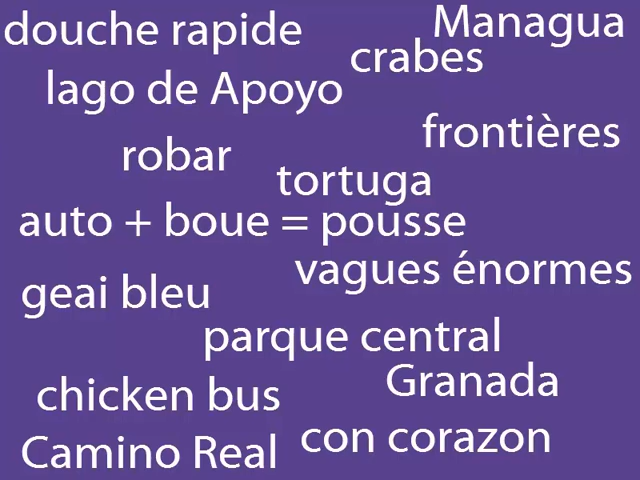 douche rapide
Managua
crabes
lago de Apoyo
frontières
robar
tortuga
auto + boue = pousse
vagues énormes
geai bleu
parque central
Granada
chicken bus
con corazon
Camino Real